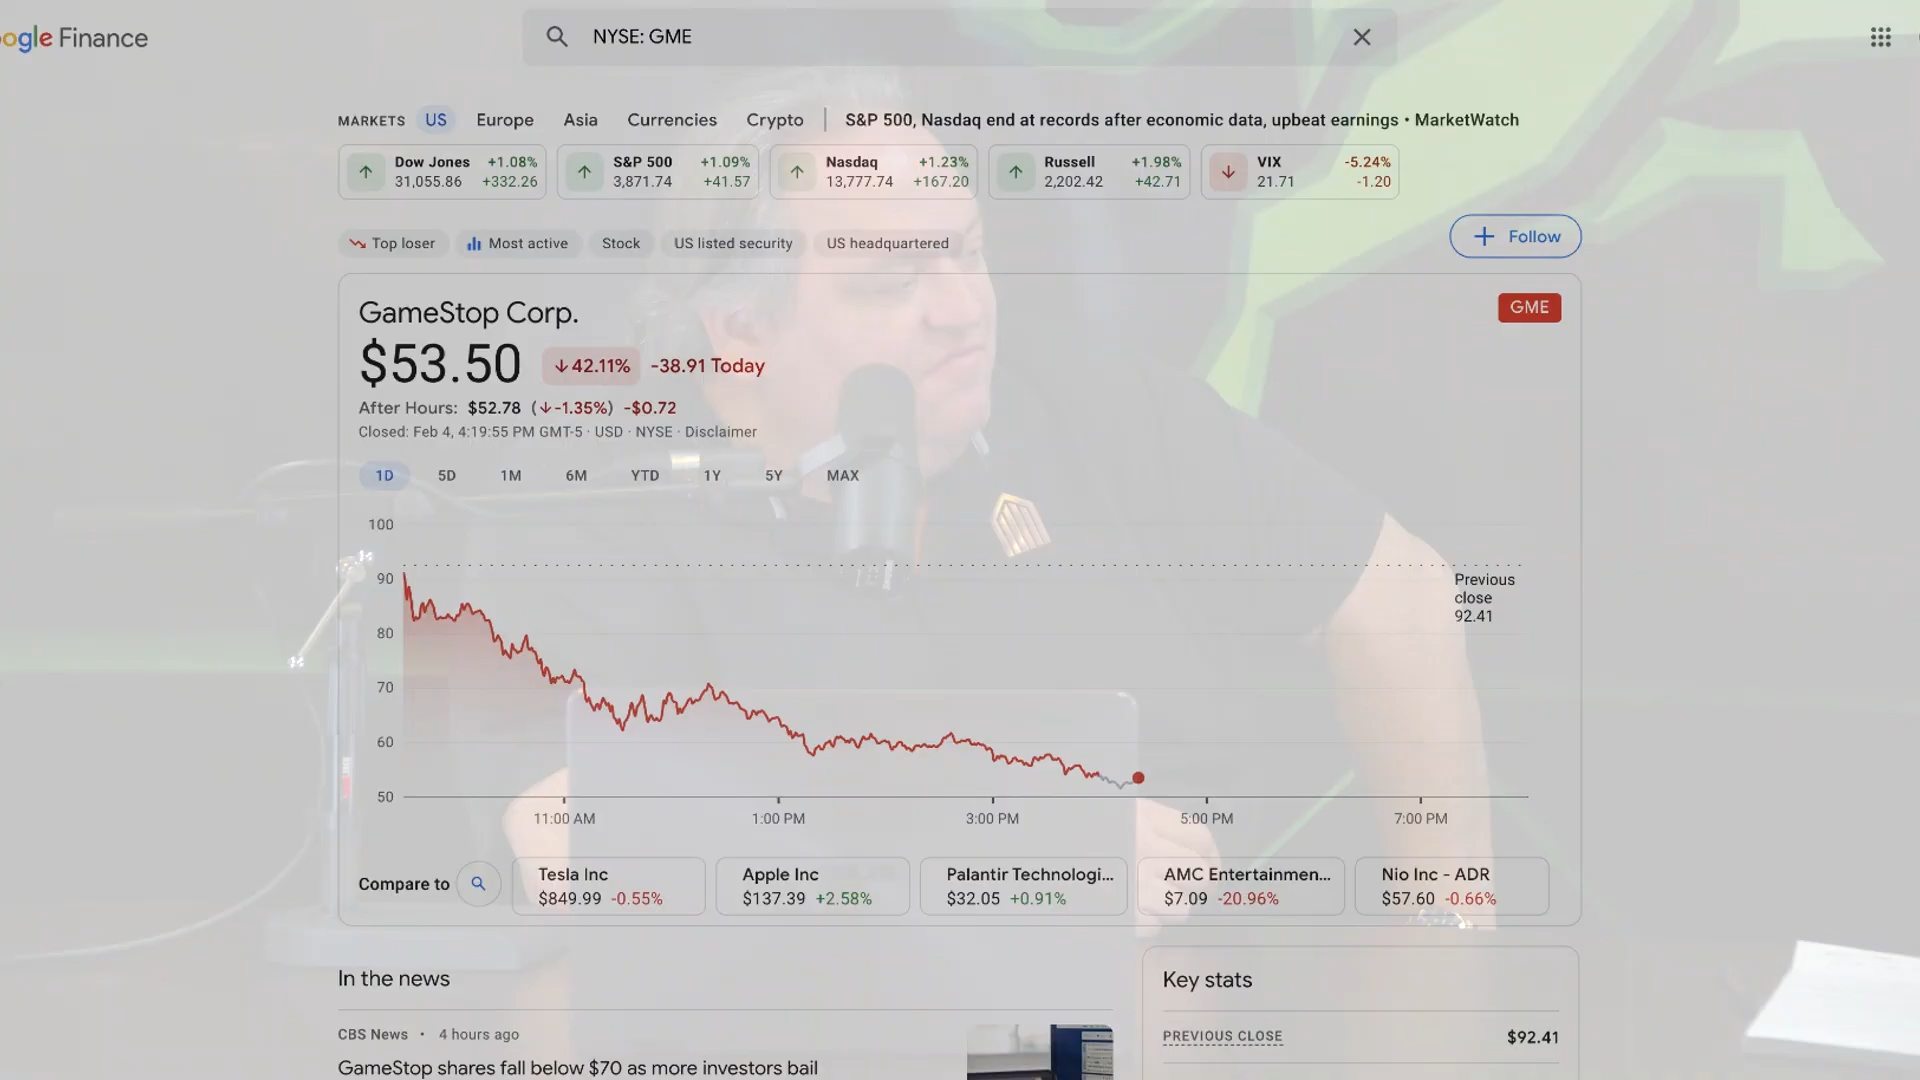 ogle Finance
NYSE: GME
MARKETS US Europe Asia Currencies Crypto S&P 500, Nasdaq end at records after economic data, upbeat earnings • MarketWatch
Dow Jones +1.08% S&P 500 +1.09% Nasdaq +1.23% Russell +1.98% VIX -5.24%
31,055.86 +332.26 3,871.74 +41.57 13,777.74 +167.20 2,202.42 +42.71 21.71 -1.20
Top loser Most active Stock US listed security US headquartered
Follow
GameStop Corp.
GME
$53.50 42.11% -38.91 Today
After Hours: $52.78 (↓-1.35%) -$0.72
Closed: Feb 4, 4:19:55 PM GMT-5 · USD · NYSE · Disclaimer
1D 5D 1M 6M YTD 1Y 5Y MAX
100
90
80
70
60
50
Previous
close
92.41
11:00 AM 1:00 PM 3:00 PM 5:00 PM 7:00 PM
Compare to
Tesla Inc
$849.99 -0.55%
Apple Inc
$137.39 +2.58%
Palantir Technologi...
$32.05 +0.91%
AMC Entertainmen...
$7.09 -20.96%
Nio Inc - ADR
$57.60 -0.66%
In the news
CBS News • 4 hours ago
GameStop shares fall below $70 as more investors bail
Key stats
PREVIOUS CLOSE $92.41